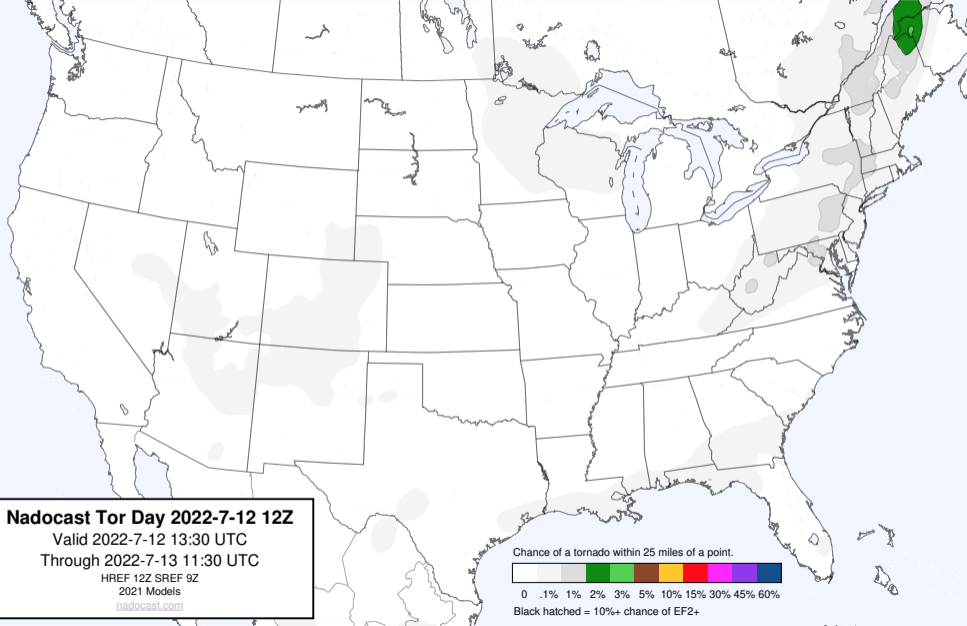 Nadocast Tor Day 2022-7-12 12Z
Valid 2022-7-12 13:30 UTC
Through 2022-7-13 11:30 UTC
HREF 12Z SREF 9Z
2021 Models
nadocast.com
Chance of a tornado within 25 miles of a point.
0 .1% 1% 2% 3% 5% 10% 15% 30% 45% 60%
Black hatched = 10%+ chance of EF2+